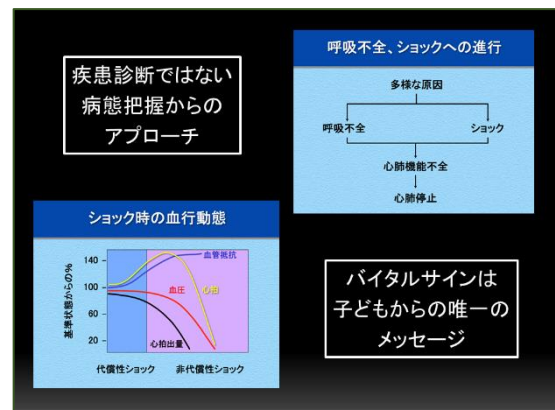 疾患診断ではない
病態把握からの
アプローチ
呼吸不全、ショックへの進行
多様な原因
呼吸不全
ショック
心肺機能不全
心肺停止
ショック時の血行動態
基準状態からの%
140
100
60
20
血管抵抗
血圧
心拍
心拍出量
代償性ショック
非代償性ショック
バイタルサインは
子どもからの唯一の
メッセージ